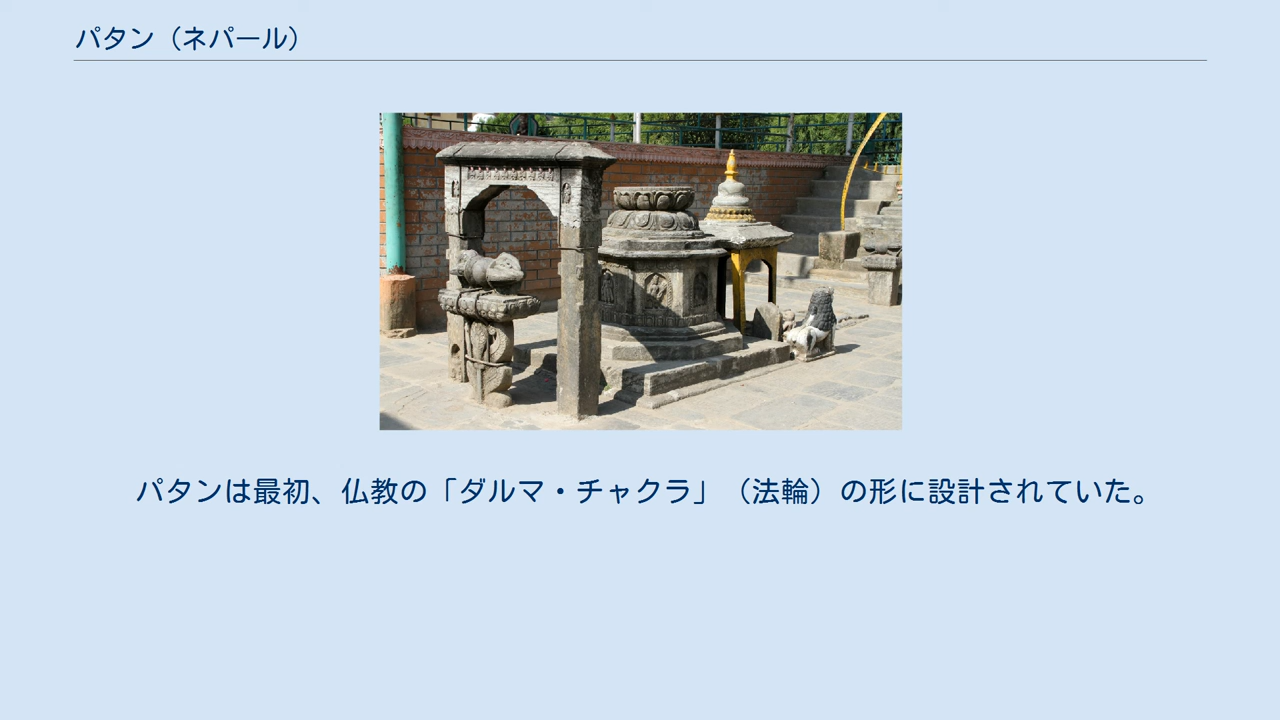 パタン（ネパール）
パタンは最初、仏教の「ダルマ・チャクラ」（法輪）の形に設計されていた。